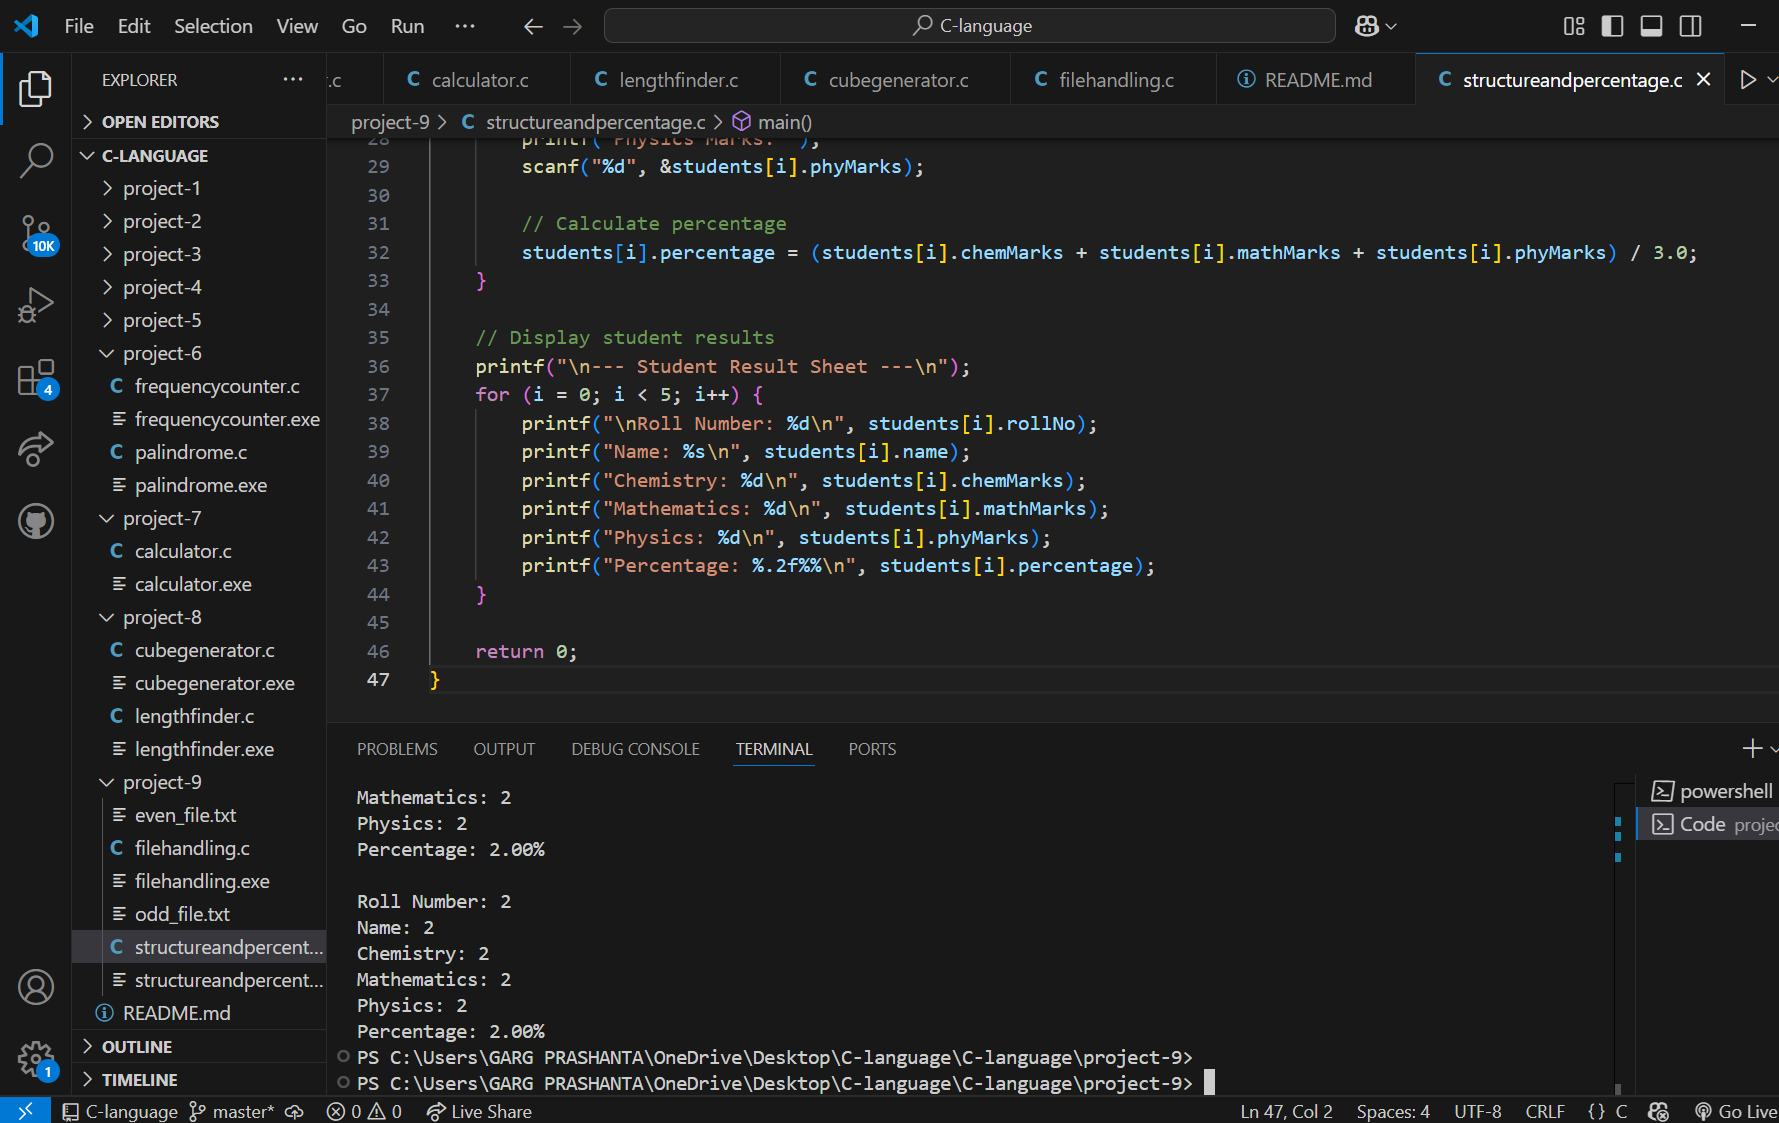 File Edit Selection View Go Run ··· C-language
EXPLORER ···
OPEN EDITORS
C-LANGUAGE
project-1
project-2
project-3
project-4
project-5
project-6
C frequencycounter.c
frequencycounter.exe
C palindrome.c
palindrome.exe
project-7
C calculator.c
calculator.exe
project-8
C cubegenerator.c
cubegenerator.exe
C lengthfinder.c
lengthfinder.exe
project-9
even_file.txt
C filehandling.c
filehandling.exe
odd_file.txt
C structureandpercent...
structureandpercent...
README.md
OUTLINE
TIMELINE
10K
4
1
.c C calculator.c C lengthfinder.c C cubegenerator.c C filehandling.c README.md C structureandpercentage.c
project-9 > C structureandpercentage.c > main()
28 printf("Physics Marks: ");
29 scanf("%d", &students[i].phyMarks);
30
31 // Calculate percentage
32 students[i].percentage = (students[i].chemMarks + students[i].mathMarks + students[i].phyMarks) / 3.0;
33 }
34
35 // Display student results
36 printf("\n--- Student Result Sheet ---\n");
37 for (i = 0; i < 5; i++) {
38 printf("\nRoll Number: %d\n", students[i].rollNo);
39 printf("Name: %s\n", students[i].name);
40 printf("Chemistry: %d\n", students[i].chemMarks);
41 printf("Mathematics: %d\n", students[i].mathMarks);
42 printf("Physics: %d\n", students[i].phyMarks);
43 printf("Percentage: %.2f%%\n", students[i].percentage);
44 }
45
46 return 0;
47 }
PROBLEMS OUTPUT DEBUG CONSOLE TERMINAL PORTS
Mathematics: 2
Physics: 2
Percentage: 2.00%
Roll Number: 2
Name: 2
Chemistry: 2
Mathematics: 2
Physics: 2
Percentage: 2.00%
PS C:\Users\GARG PRASHANTA\OneDrive\Desktop\C-language\C-language\project-9>
PS C:\Users\GARG PRASHANTA\OneDrive\Desktop\C-language\C-language\project-9>
powershell
Code projec
C-language master* 0 0 Live Share Ln 47, Col 2 Spaces: 4 UTF-8 CRLF {} C Go Live